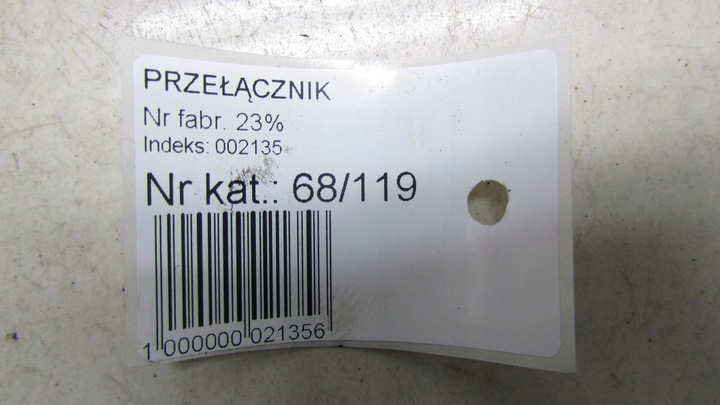 PRZEŁĄCZNIK
Nr fabr. 23%
Indeks: 002135
Nr kat.: 68/119
1 000000 021356